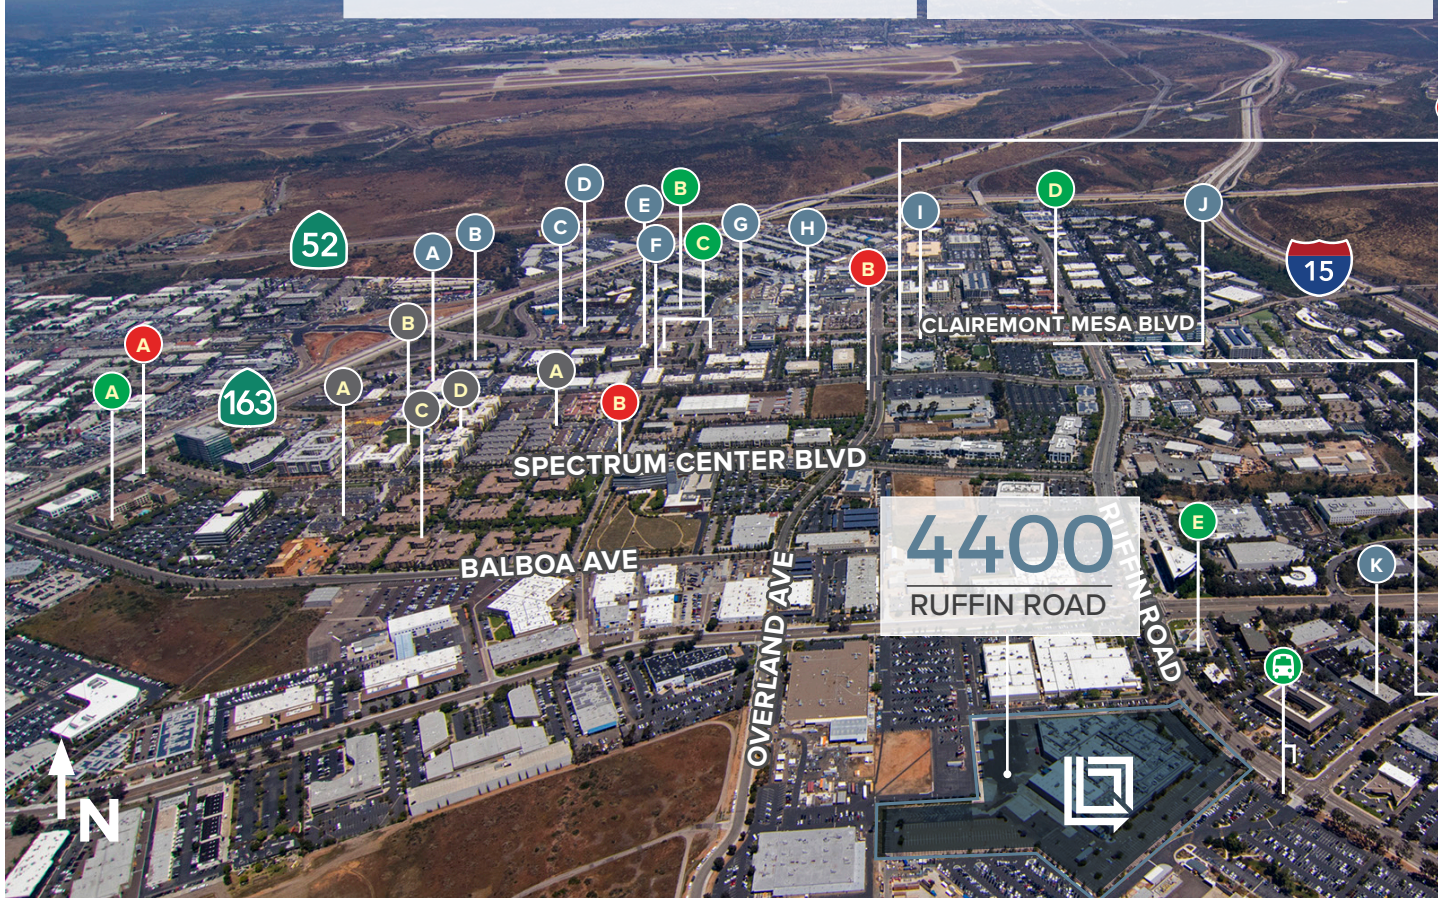 D
B
E
D
J
I
G
C
H
B
F
C
52
A
15
B
B
CLAIREMONT MESA BLVD
A
A
A
A
D
163
C
B
SPECTRUM CENTER BLVD
4400
RUFFIN ROAD
RUFFIN ROAD
E
BALBOA AVE
K
OVERLAND AVE
N